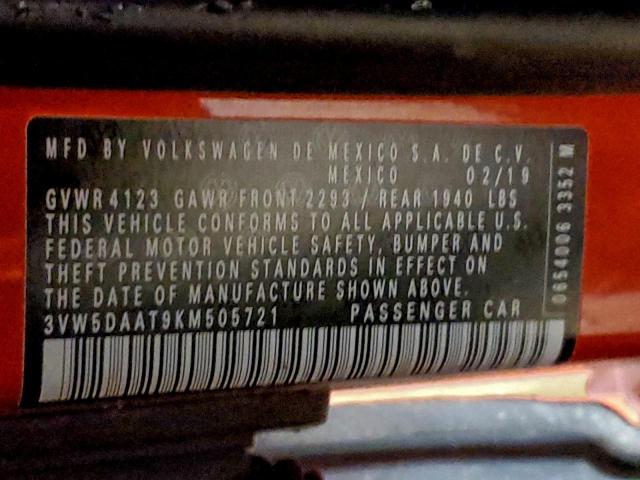 MFD BY VOLKSWAGEN DE MEXICO S.A. DE C.V.
MEXICO 02/19
GVWR 4123 GAWR FRONT 2293 / REAR 1940 LBS
THIS VEHICLE CONFORMS TO ALL APPLICABLE U.S.
FEDERAL MOTOR VEHICLE SAFETY, BUMPER AND
THEFT PREVENTION STANDARDS IN EFFECT ON
THE DATE OF MANUFACTURE SHOWN ABOVE.
3VW5DAAT9KM505721 PASSENGER CAR
0654006 3352 M